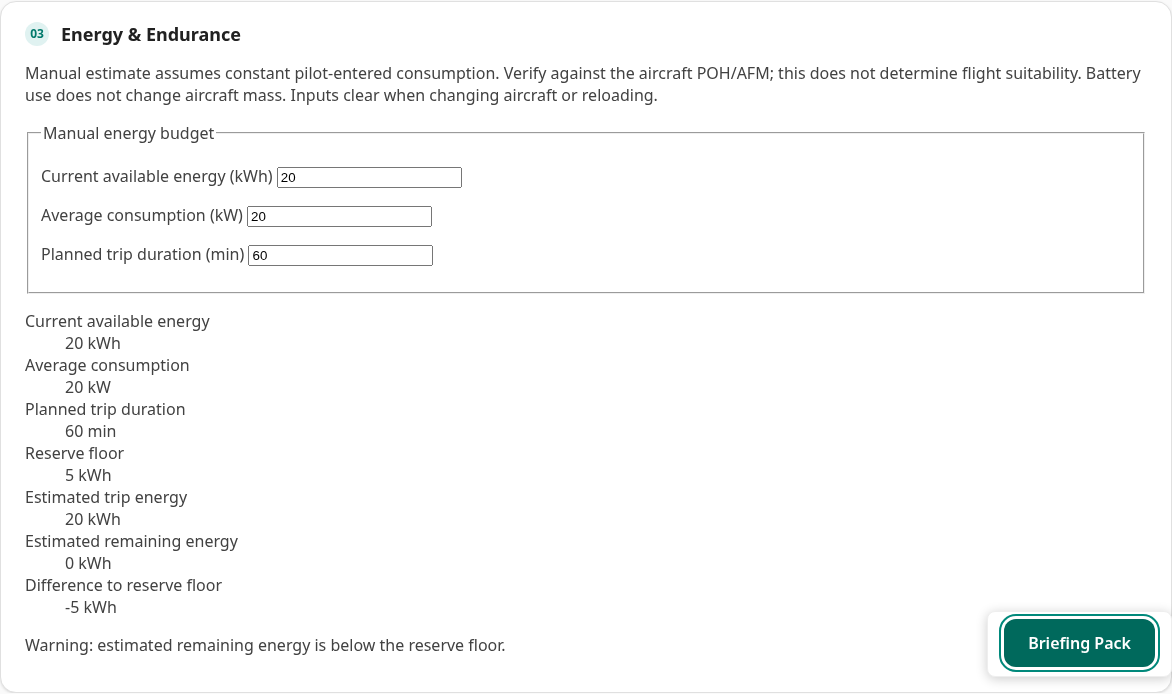 03 Energy & Endurance
Manual estimate assumes constant pilot-entered consumption. Verify against the aircraft POH/AFM; this does not determine flight suitability. Battery
use does not change aircraft mass. Inputs clear when changing aircraft or reloading.
Manual energy budget
Current available energy (kWh) 20
Average consumption (kW) 20
Planned trip duration (min) 60
Current available energy
20 kWh
Average consumption
20 kW
Planned trip duration
60 min
Reserve floor
5 kWh
Estimated trip energy
20 kWh
Estimated remaining energy
0 kWh
Difference to reserve floor
-5 kWh
Warning: estimated remaining energy is below the reserve floor.
Briefing Pack